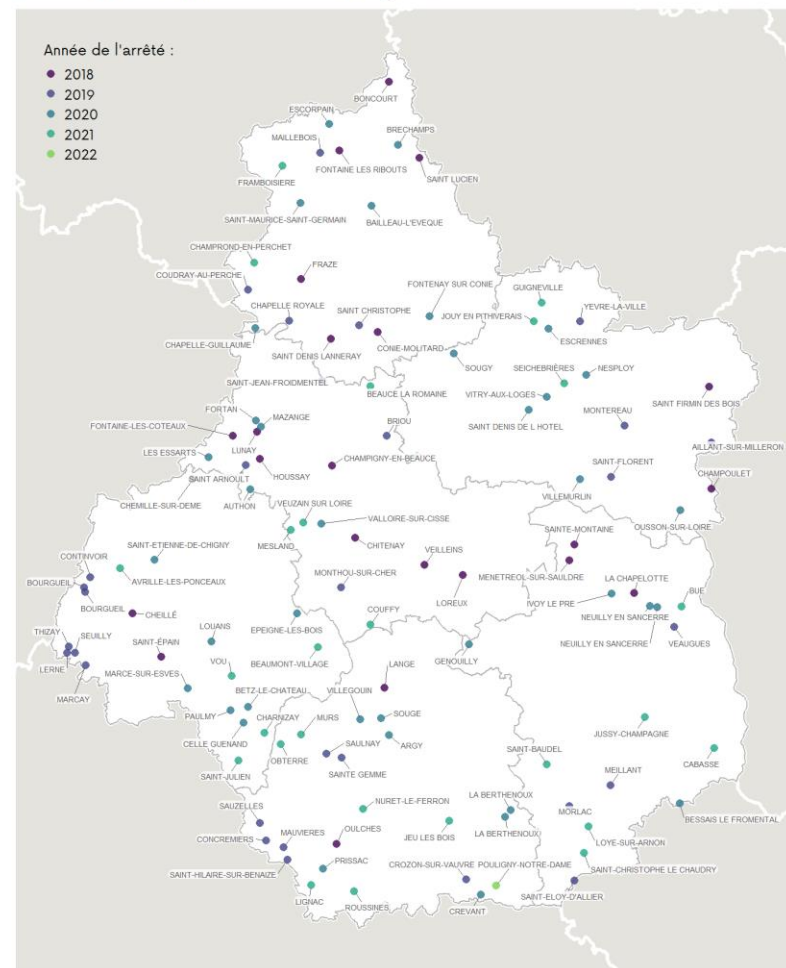 Année de l'arrêté :
2018
2019
2020
2021
2022
BONCOURT
ESCORPAIN
BRECHAMPS
MAILLEBOIS
FONTAINE LES RIBOUTS
SAINT LUCIEN
FRAMBOISIERE
SAINT-MAURICE-SAINT-GERMAIN
BAILLEAU-L'EVEQUE
CHAMPROND-EN-PERCHET
FRAZE
COUDRAY-AU-PERCHE
FONTENAY SUR CONIE
GUIGNEVILLE
CHAPELLE ROYALE
SAINT CHRISTOPHE
JOUY EN PITHIVERAIS
YEVRE-LA-VILLE
CHAPELLE-GUILLAUME
ESCRENNES
SAINT DENIS LANNERAY
CONIE-MOLITARD
SOUGY
SEICHEBRIÈRES
NESPLOY
SAINT-JEAN-FROIDMENTEL
BEAUCE LA ROMAINE
VITRY-AUX-LOGES
SAINT FIRMIN DES BOIS
FORTAN
MAZANGE
MONTEREAU
FONTAINE-LES-COTEAUX
BRIOU
SAINT DENIS DE L HOTEL
AILLANT-SUR-MILLERON
LES ESSARTS
LUNAY
SAINT-FLORENT
HOUSSAY
CHAMPIGNY-EN-BEAUCE
CHAMPOULET
SAINT ARNOULT
VILLEMURLIN
CHEMILLE-SUR-DEME
AUTHON
VEUZAIN SUR LOIRE
OUSSON-SUR-LOIRE
VALLOIRE-SUR-CISSE
SAINTE-MONTAINE
SAINT-ETIENNE-DE-CHIGNY
MESLAND
CHITENAY
VEILLEINS
CONTINVOIR
MONTHOU-SUR-CHER
MENETREOL-SUR-SAULDRE
LA CHAPELOTTE
BOURGUEIL
AVRILLE-LES-PONCEAUX
BUE
BOURGUEIL
CHEILLÉ
LOREUX
IVOY LE PRE
NEUILLY EN SANCERRE
COUFFY
THIZAY
SEUILLY
LOUANS
EPEIGNE-LES-BOIS
NEUILLY EN SANCERRE
VEAUGUES
SAINT-ÉPAIN
BEAUMONT-VILLAGE
GENOUILLY
LERNE
VOU
LANGE
MARCE-SUR-ESVES
MARCAY
BETZ-LE-CHATEAU
VILLEGOUIN
PAULMY
CHARNIZAY
MURS
SOUGE
JUSSY-CHAMPAGNE
CELLE GUENAND
SAULNAY
ARGY
SAINT-BAUDEL
CABASSE
OBTERRE
SAINT-JULIEN
SAINTE GEMME
MEILLANT
LA BERTHENOUX
SAUZELLES
NURET-LE-FERRON
MORLAC
BESSAIS LE FROMENTAL
CONCREMIERS
MAUVIERES
OULCHES
JEU LES BOIS
LA BERTHENOUX
LOYE-SUR-ARNON
PRISSAC
CROZON-SUR-VAUVRE
POULIGNY-NOTRE-DAME
SAINT-CHRISTOPHE LE CHAUDRY
SAINT-HILAIRE-SUR-BENAIZE
LIGNAC
ROUSSINES
CREVANT
SAINT-ELOY-D'ALLIER